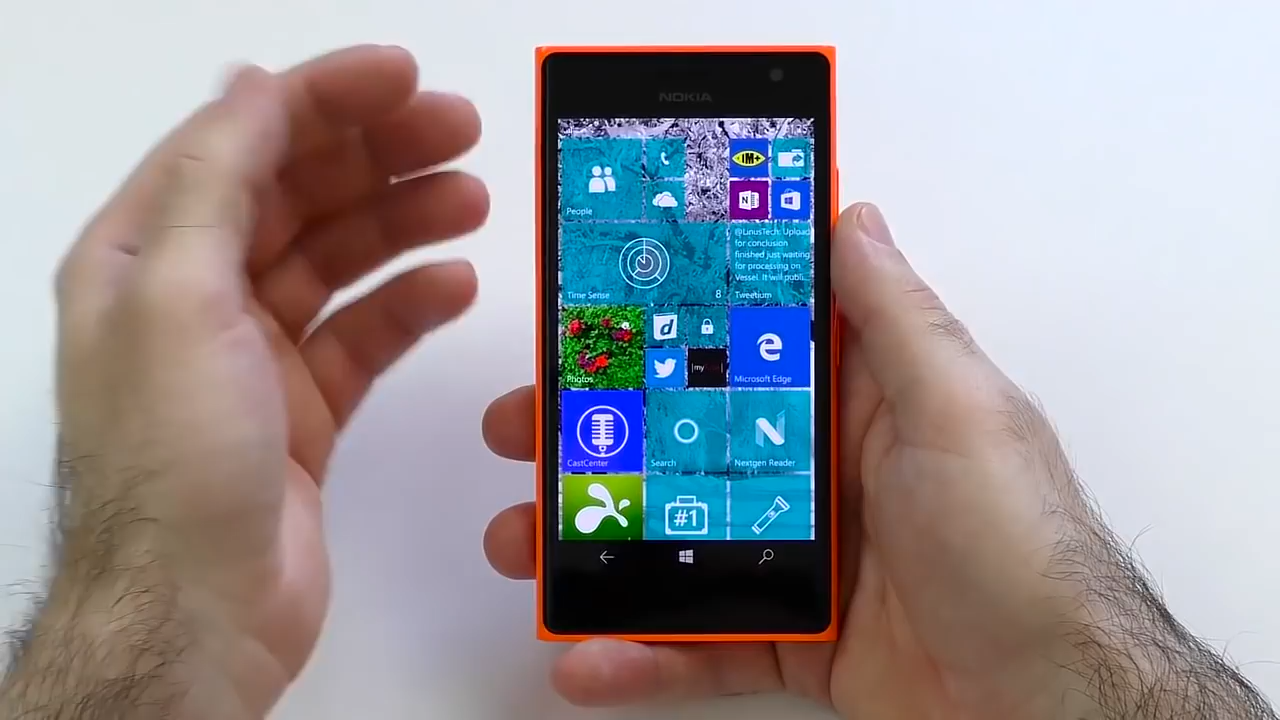 NOKIA
IM+
People
N
@LinusTech: Upload
for conclusion
finished just waiting
for processing on
Vessel. It will publi...
Time Sense
8
Tweetium
d
my
Photos
e
Microsoft Edge
CastCenter
Search
N
Nextgen Reader
#1